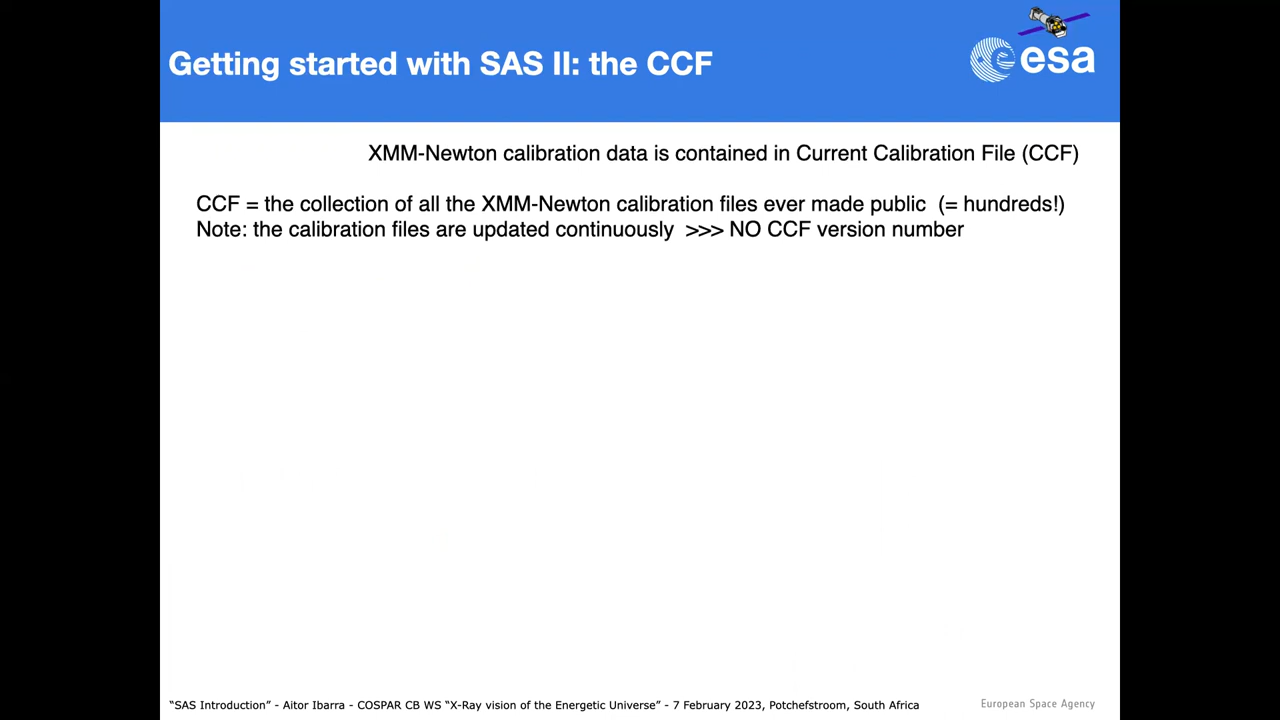 Getting started with SAS II: the CCF
esa
XMM-Newton calibration data is contained in Current Calibration File (CCF)
CCF = the collection of all the XMM-Newton calibration files ever made public (= hundreds!)
Note: the calibration files are updated continuously >>> NO CCF version number
“SAS Introduction” - Aitor Ibarra - COSPAR CB WS “X-Ray vision of the Energetic Universe” - 7 February 2023, Potchefstroom, South Africa
European Space Agency